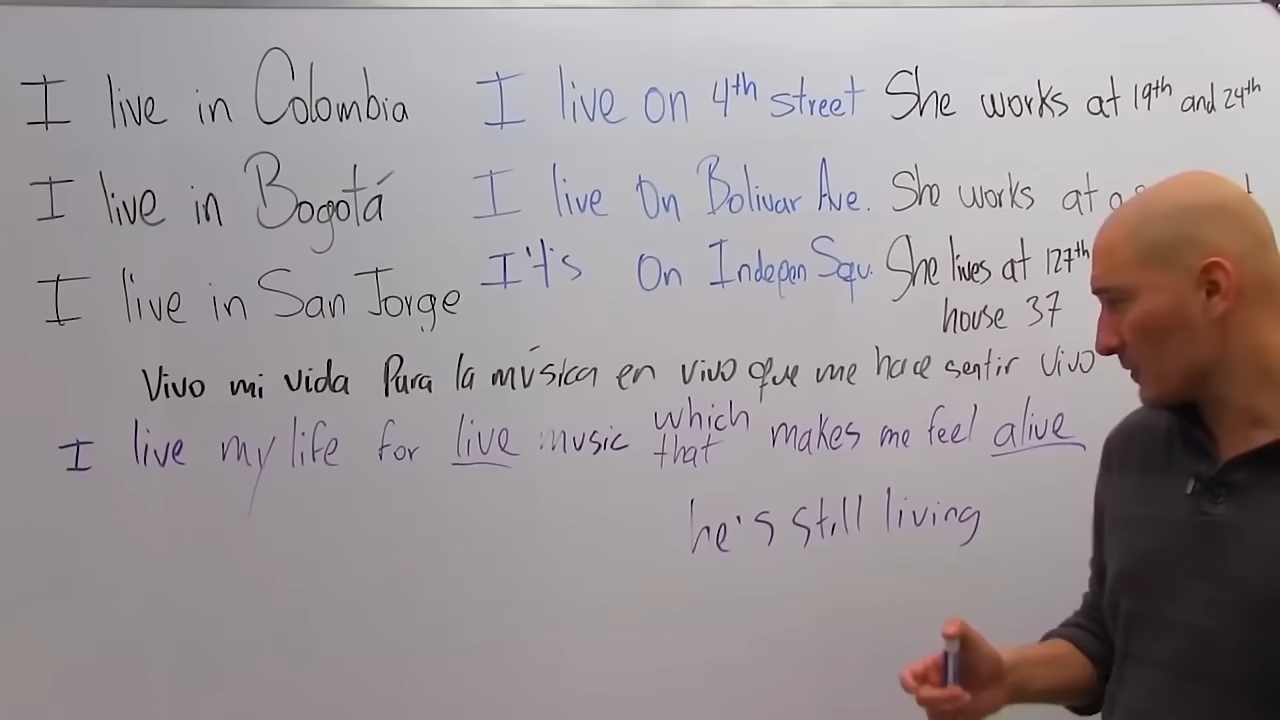 I live in Colombia
I live in Bogotá
I live in San Jorge
I live on 4th street
I live On Bolivar Ave.
It's On Indepen Squ.
She works at 19th and 24th
She works at a
She lives at 127th
house 37
Vivo mi vida Para la música en vivo que me hace sentir vivo
I live my life for live music which that makes me feel alive
he's still living